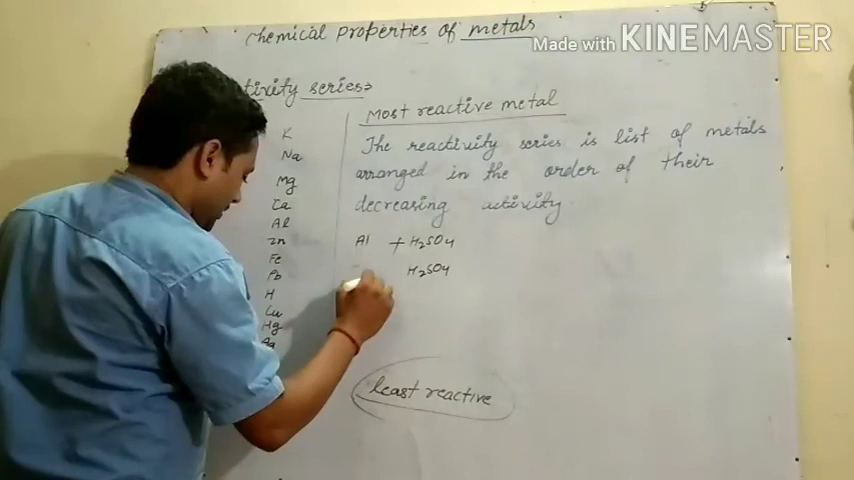 chemical properties of metals
Made with KINEMASTER
tivity series
Most reactive metal
K
The reactivity series is list of metals
Na
arranged in the order of their
Mg
Ca
decreasing activity
Al
Zn
Al + H2SO4
Fe
Pb
H2SO4
H
Cu
Hg
Ag
least reactive